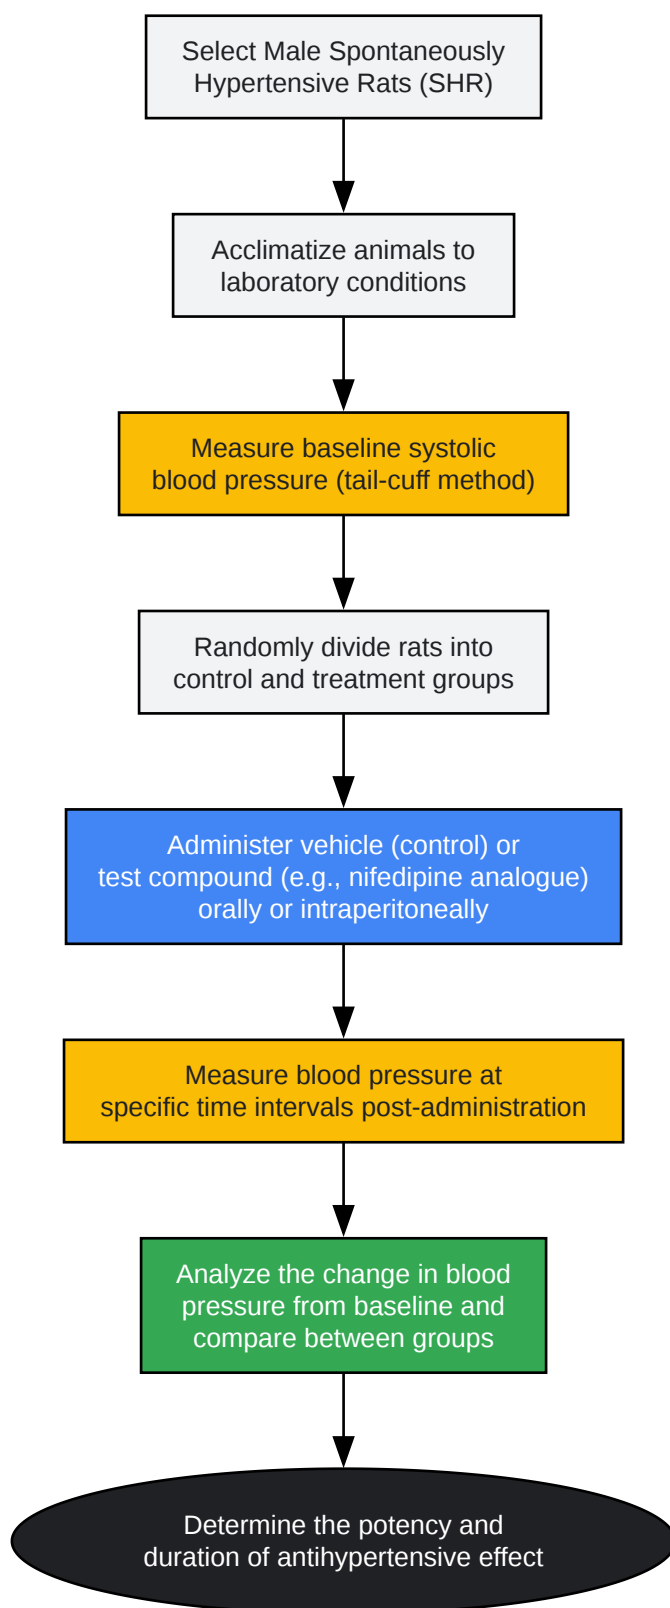 Select Male Spontaneously
Hypertensive Rats (SHR)
Acclimatize animals to
laboratory conditions
Measure baseline systolic
blood pressure (tail-cuff method)
Randomly divide rats into
control and treatment groups
Administer vehicle (control) or
test compound (e.g., nifedipine analogue)
orally or intraperitoneally
Measure blood pressure at
specific time intervals post-administration
Analyze the change in blood
pressure from baseline and
compare between groups
Determine the potency and
duration of antihypertensive effect